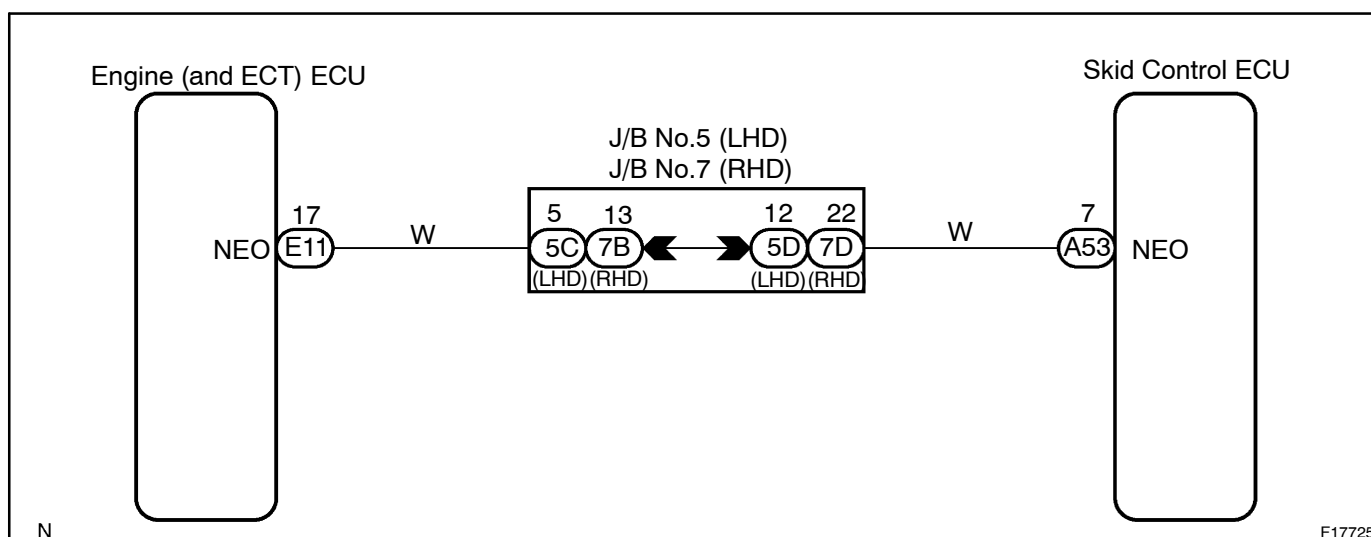 Engine (and ECT) ECU
Skid Control ECU
J/B No.5 (LHD)
J/B No.7 (RHD)
17 5 13 12 22 7
NEO E11 W 5C 7B 5D 7D W A53 NEO
(LHD) (RHD) (LHD) (RHD)
N F17725